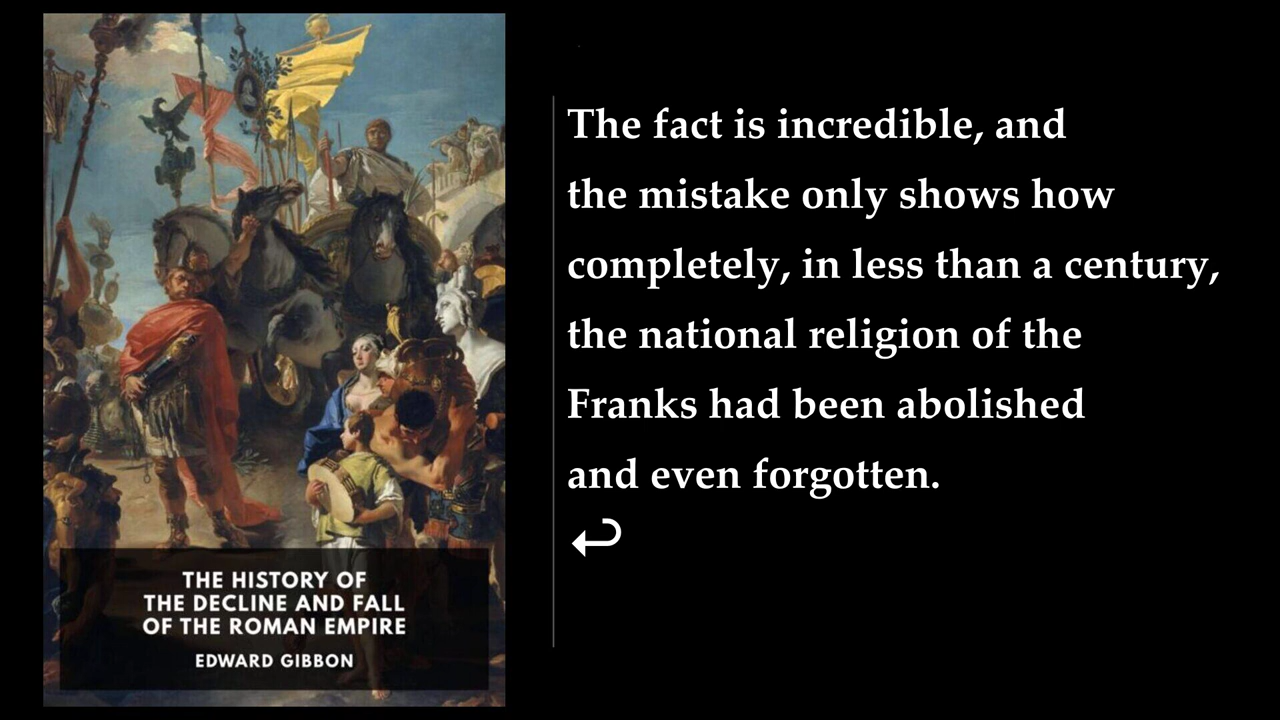 The fact is incredible, and
the mistake only shows how
completely, in less than a century,
the national religion of the
Franks had been abolished
and even forgotten.
↩
THE HISTORY OF
THE DECLINE AND FALL
OF THE ROMAN EMPIRE
EDWARD GIBBON